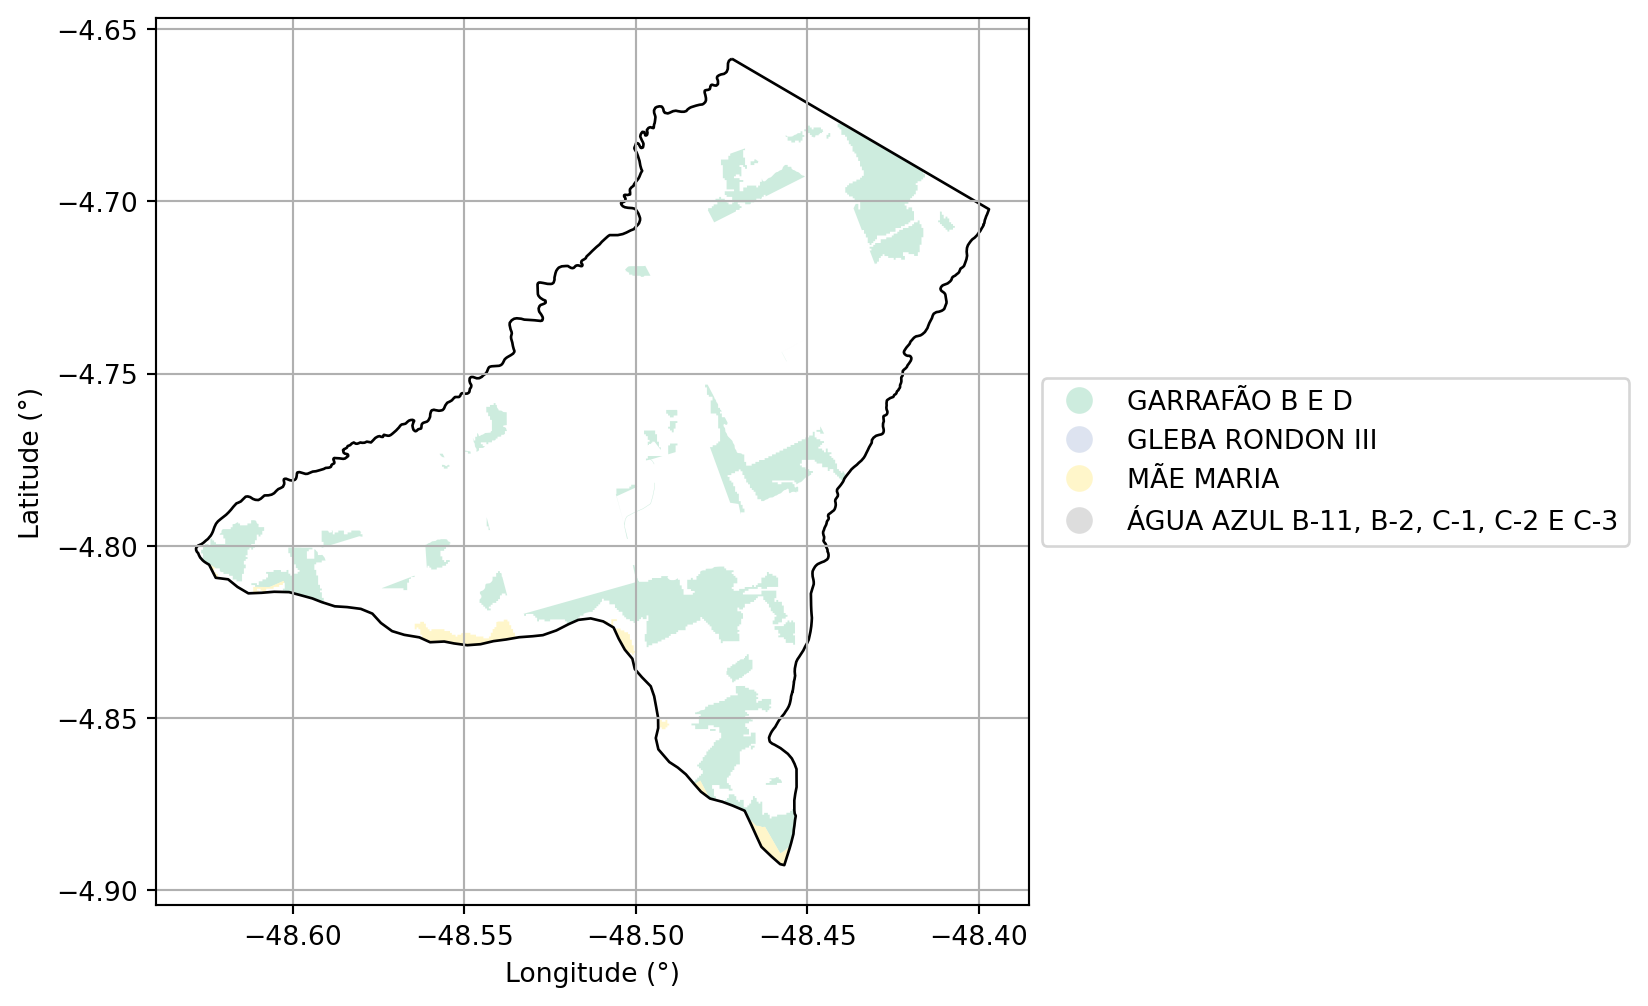 −4.65
−4.70
−4.75
−4.80
−4.85
−4.90
Latitude (°)
−48.60
−48.55
−48.50
−48.45
−48.40
Longitude (°)
GARRAFÃO B E D
GLEBA RONDON III
MÃE MARIA
ÁGUA AZUL B-11, B-2, C-1, C-2 E C-3